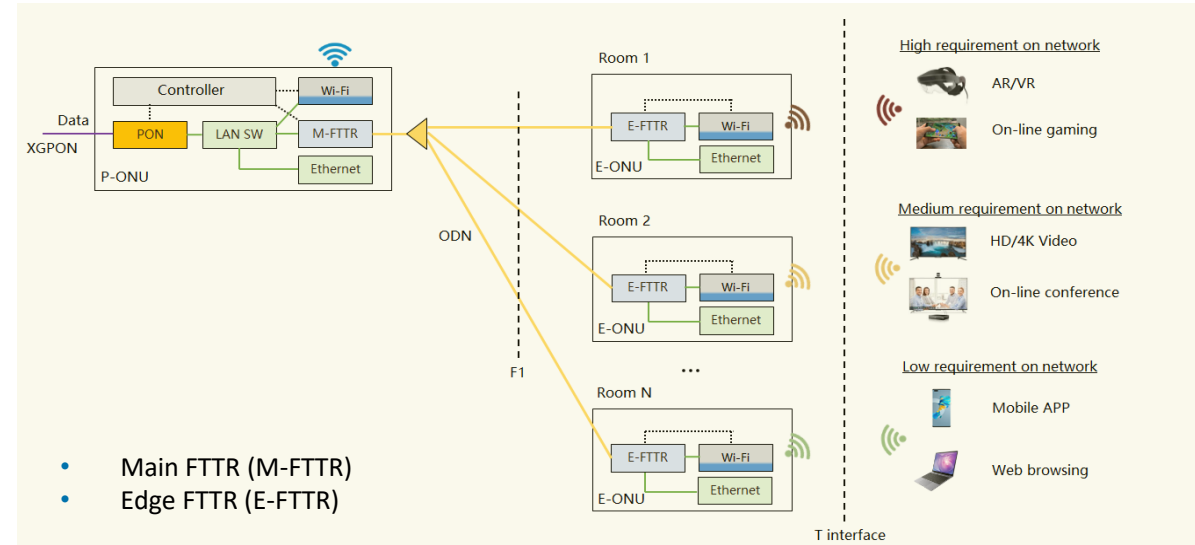 Controller
Wi-Fi
Data
XGPON
PON
LAN SW
M-FTTR
Ethernet
P-ONU
ODN
F1
Room 1
E-FTTR
Wi-Fi
Ethernet
E-ONU
Room 2
E-FTTR
Wi-Fi
Ethernet
E-ONU
...
Room N
E-FTTR
Wi-Fi
Ethernet
E-ONU
T interface
High requirement on network
AR/VR
On-line gaming
Medium requirement on network
HD/4K Video
On-line conference
Low requirement on network
Mobile APP
Web browsing
• Main FTTR (M-FTTR)
• Edge FTTR (E-FTTR)